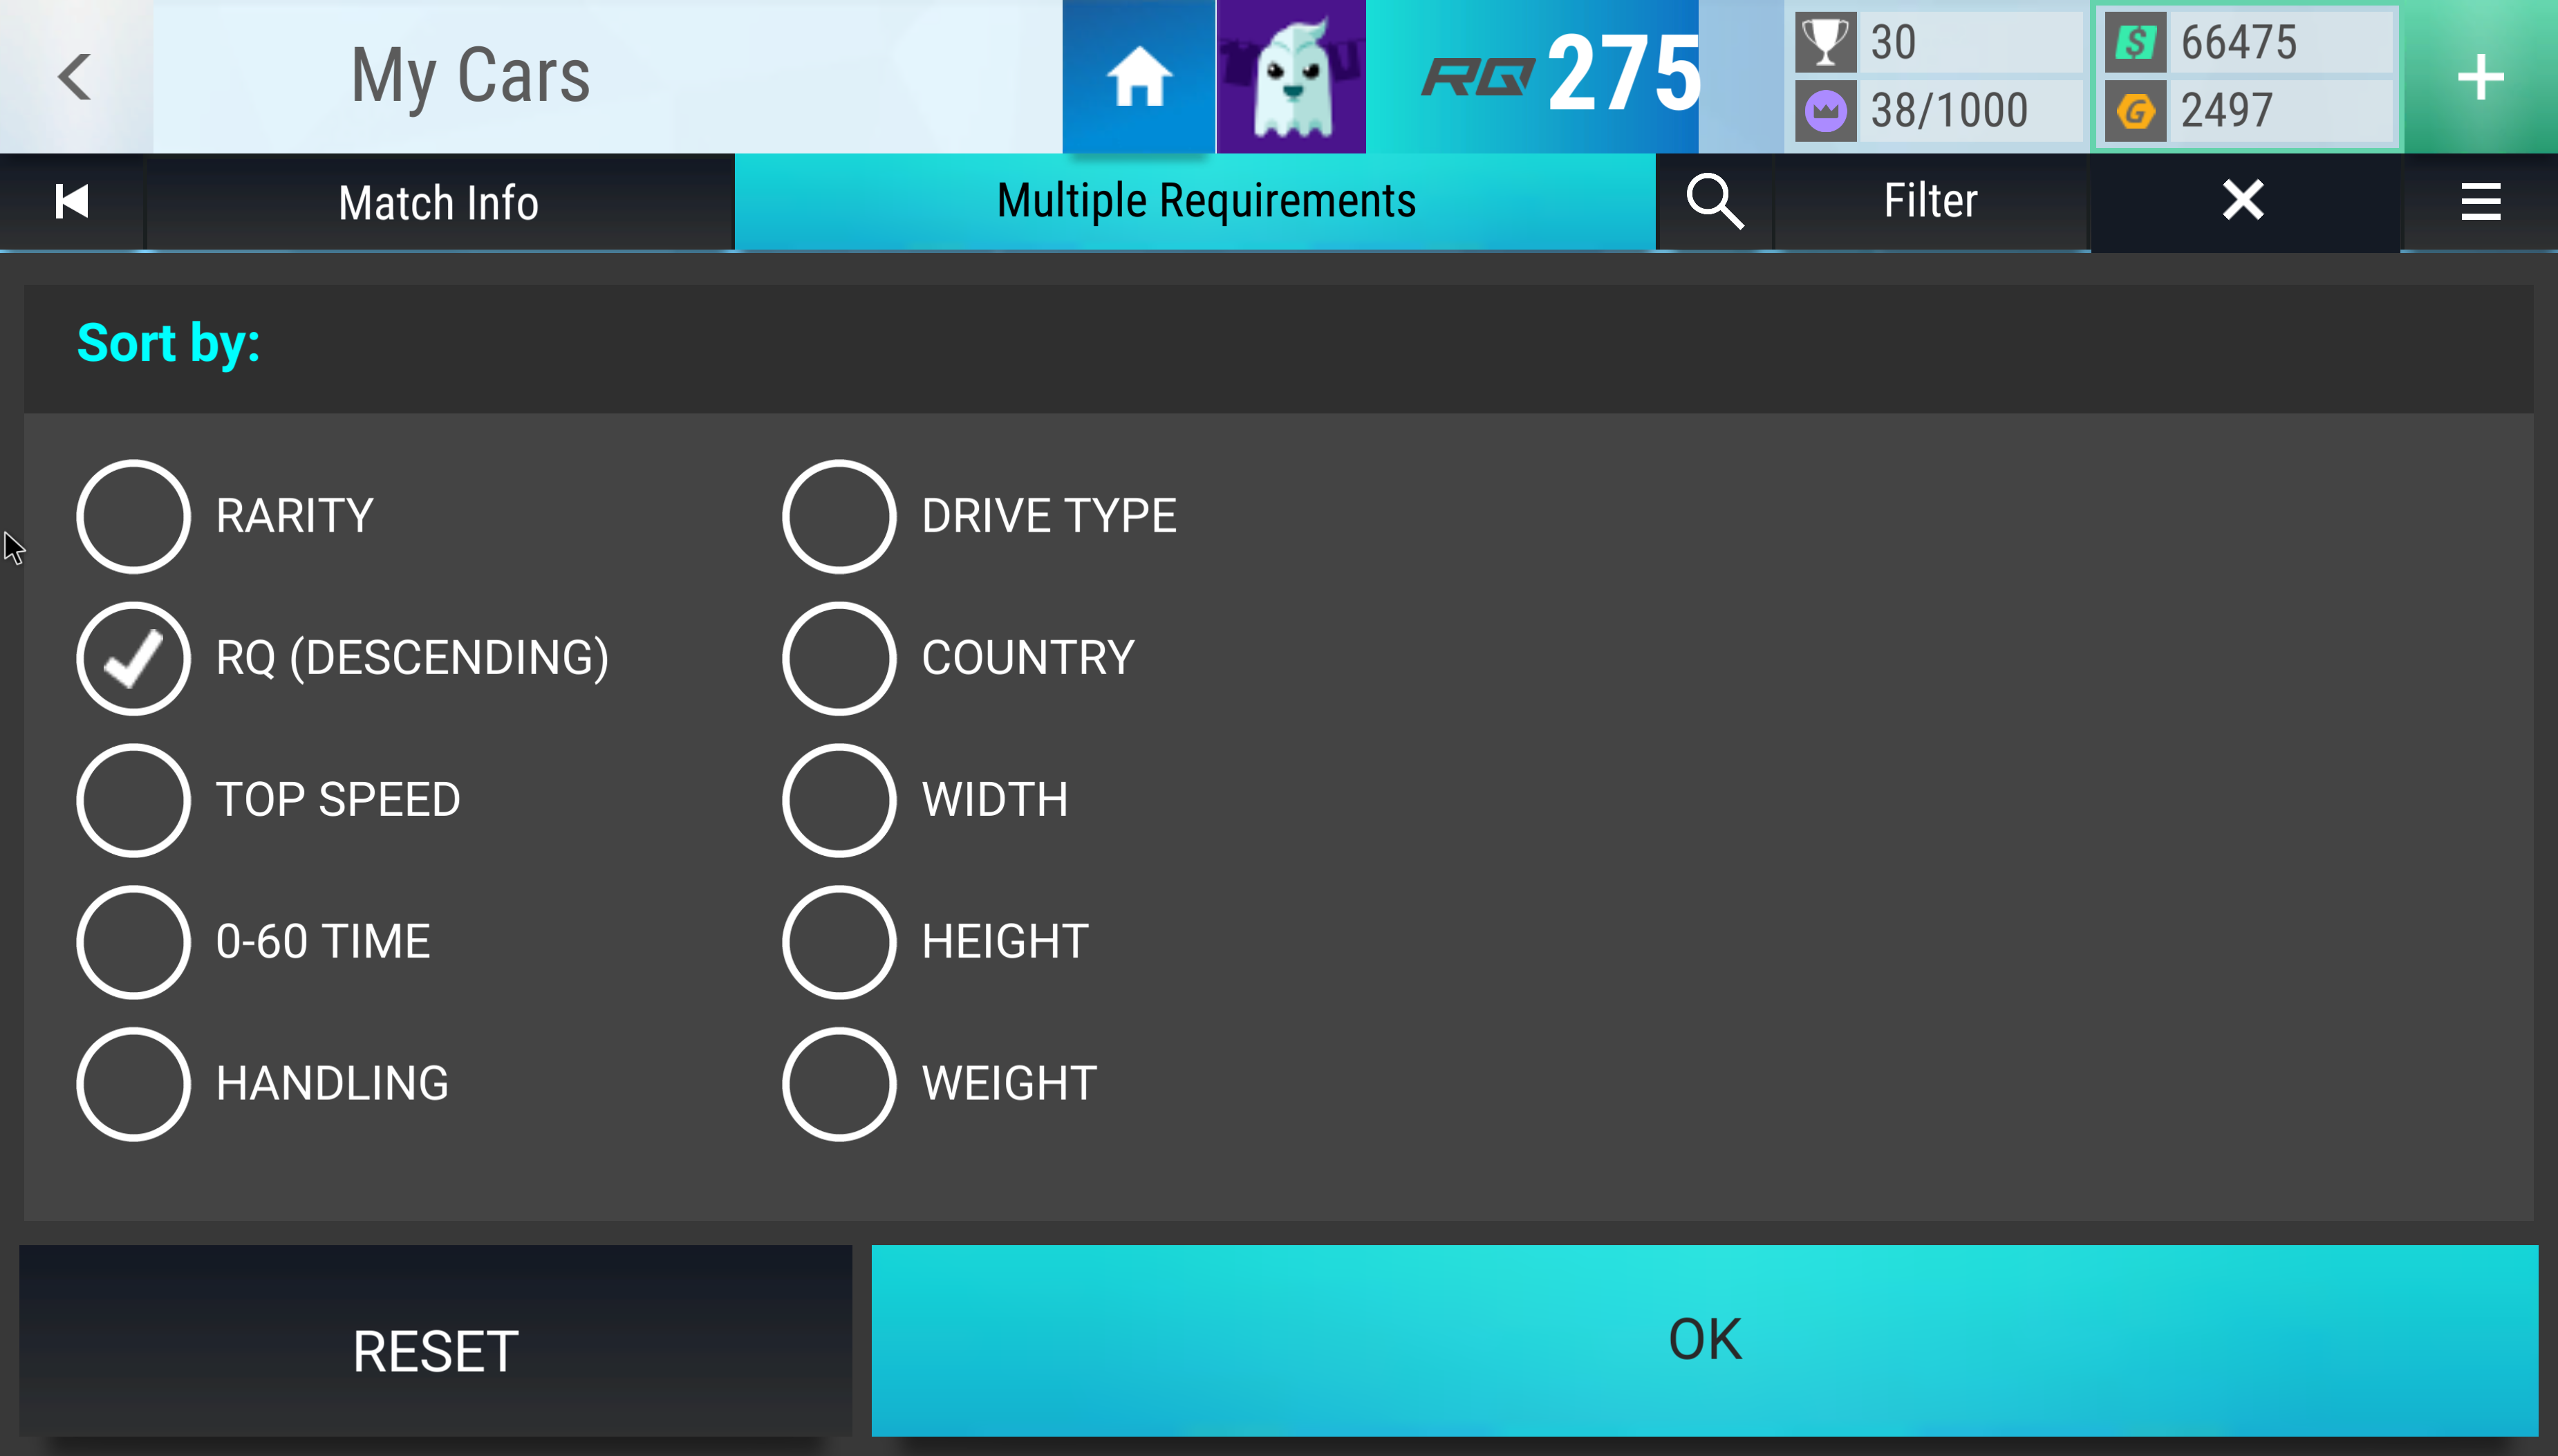 My Cars
RQ 275
30
38/1000
66475
2497
Match Info
Multiple Requirements
Filter
Sort by:
RARITY
DRIVE TYPE
RQ (DESCENDING)
COUNTRY
TOP SPEED
WIDTH
0-60 TIME
HEIGHT
HANDLING
WEIGHT
RESET
OK